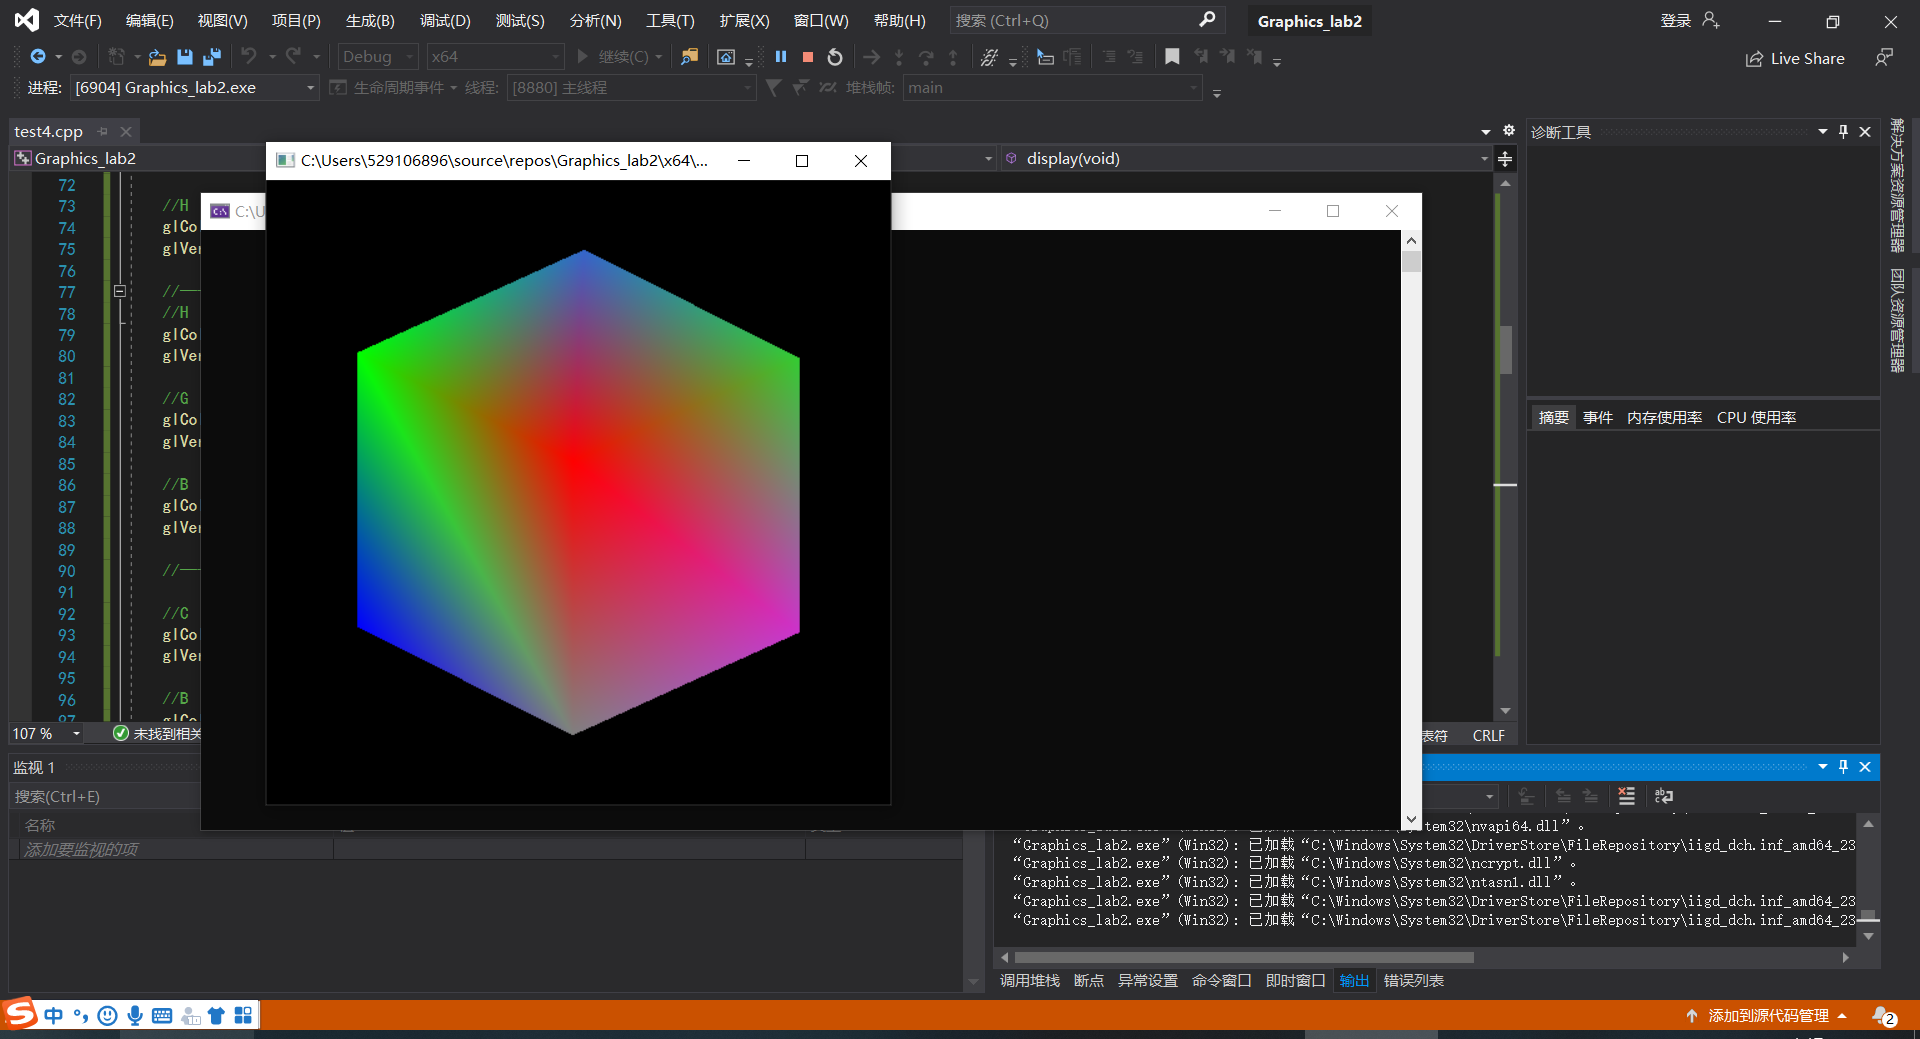 文件(F) 编辑(E) 视图(V) 项目(P) 生成(B) 调试(D) 测试(S) 分析(N) 工具(T) 扩展(X) 窗口(W) 帮助(H) 搜索 (Ctrl+Q) Graphics_lab2 登录
Debug x64 继续(C) Live Share
进程: [6904] Graphics_lab2.exe 生命周期事件 线程: [8880] 主线程 堆栈帧: main
test4.cpp
Graphics_lab2 display(void)
C:\Users\529106896\source\repos\Graphics_lab2\x64\...
C:\U
72
73 //H
74 glCo
75 glVer
76
77 //—
78 //H
79 glCo
80 glVer
81
82 //G
83 glCo
84 glVer
85
86 //B
87 glCo
88 glVer
89
90 //—
91
92 //C
93 glCo
94 glVer
95
96 //B
97 glCo
107 % 未找到相关
表符 CRLF
诊断工具
摘要 事件 内存使用率 CPU 使用率
解决方案资源管理器
团队资源管理器
监视 1
搜索(Ctrl+E)
名称
添加要监视的项
“Graphics_lab2.exe”(Win32): 已加载“C:\Windows\System32\nvapi64.dll”。
“Graphics_lab2.exe”(Win32): 已加载“C:\Windows\System32\DriverStore\FileRepository\iigd_dch.inf_amd64_23
“Graphics_lab2.exe”(Win32): 已加载“C:\Windows\System32\ncrypt.dll”。
“Graphics_lab2.exe”(Win32): 已加载“C:\Windows\System32\ntasn1.dll”。
“Graphics_lab2.exe”(Win32): 已加载“C:\Windows\System32\DriverStore\FileRepository\iigd_dch.inf_amd64_23
“Graphics_lab2.exe”(Win32): 已加载“C:\Windows\System32\DriverStore\FileRepository\iigd_dch.inf_amd64_23
调用堆栈 断点 异常设置 命令窗口 即时窗口 输出 错误列表
中 添加到源代码管理 2